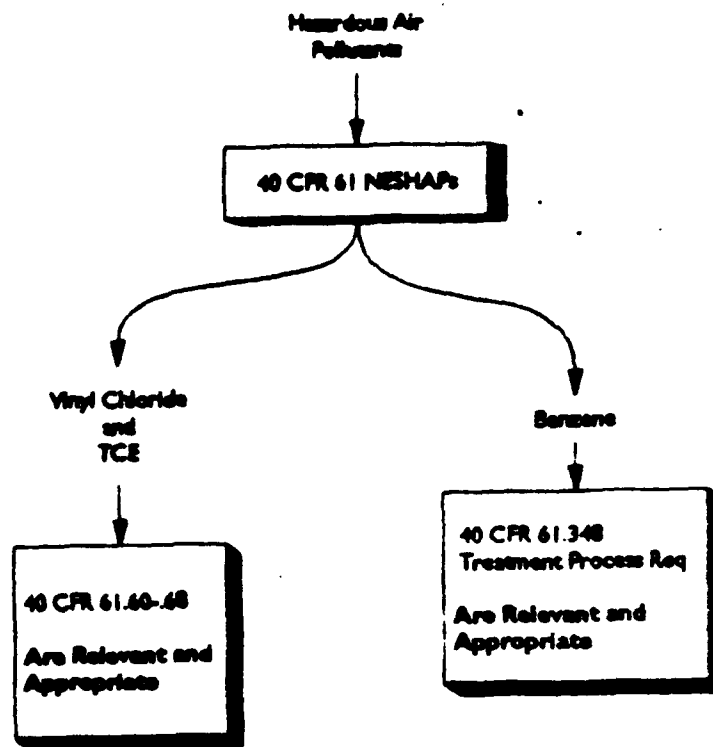 Hazardous Air
Pollutants
40 CFR 61 NESHAPs
Vinyl Chloride
and
TCE
Benzene
40 CFR 61.60-.68
Are Relevant and
Appropriate
40 CFR 61.348
Treatment Process Req
Are Relevant and
Appropriate